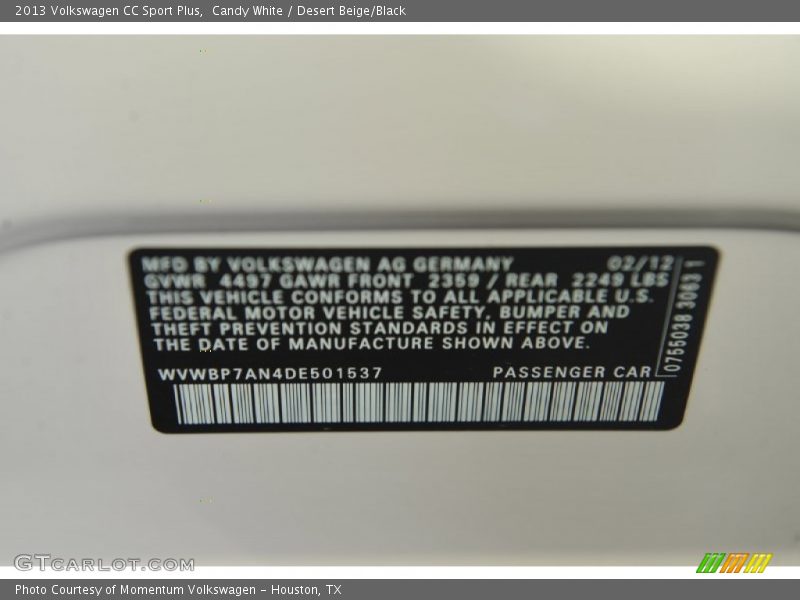 2013 Volkswagen CC Sport Plus,  Candy White / Desert Beige/Black
MFD BY VOLKSWAGEN AG GERMANY 02/12
GVWR 4497 GAWR FRONT 2359 / REAR 2249 LBS
THIS VEHICLE CONFORMS TO ALL APPLICABLE U.S.
FEDERAL MOTOR VEHICLE SAFETY, BUMPER AND
THEFT PREVENTION STANDARDS IN EFFECT ON
THE DATE OF MANUFACTURE SHOWN ABOVE.
WVWBP7AN4DE501537 PASSENGER CAR
0755038 3063 1
GTCARLOT.COM
Photo Courtesy of Momentum Volkswagen - Houston, TX